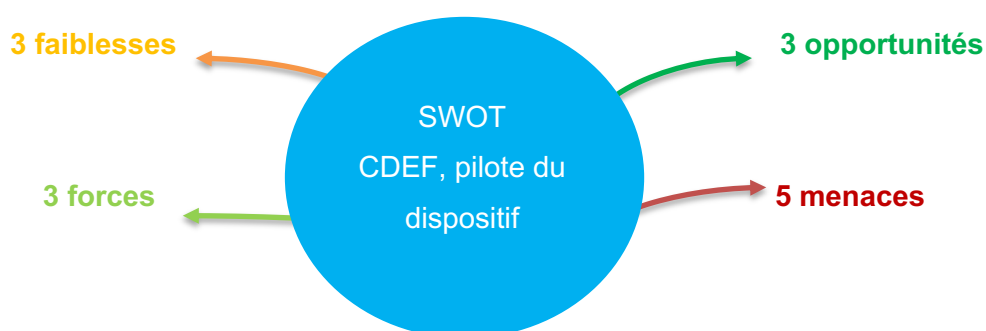 3 faiblesses
3 opportunités
SWOT
CDEF, pilote du
dispositif
3 forces
5 menaces